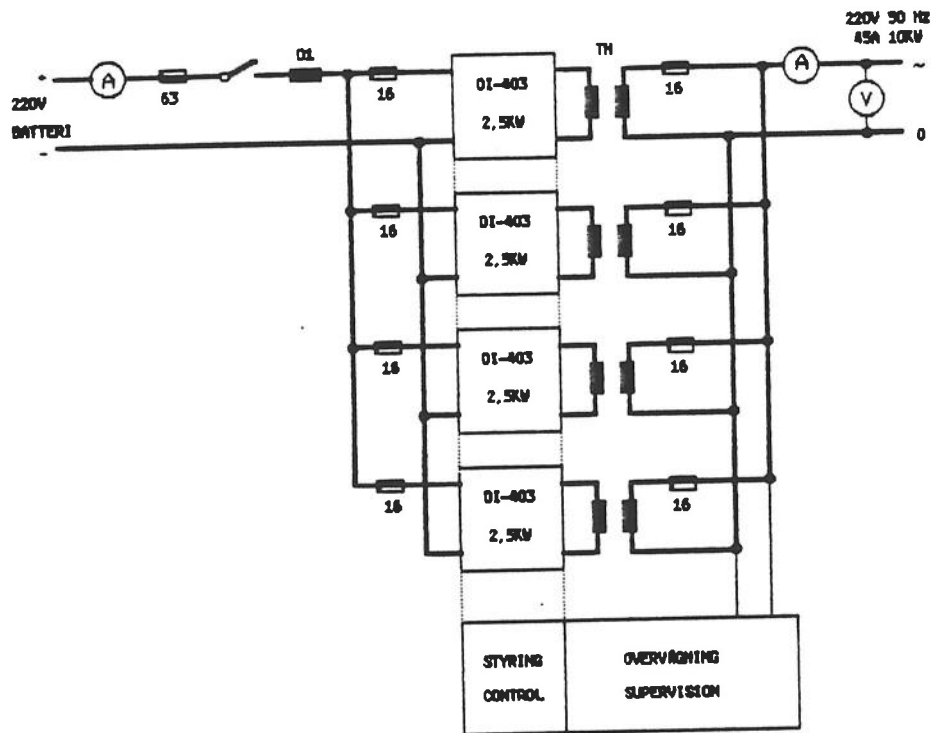 220V 50 Hz
45A 10KW
D1
TH
A
A
+
63
16
DI-403
2,5KW
16
~
V
220V
BATTERI
-
0
16
DI-403
2,5KW
16
16
DI-403
2,5KW
16
16
DI-403
2,5KW
16
STYRING
CONTROL
OVERVÅGNING
SUPERVISION